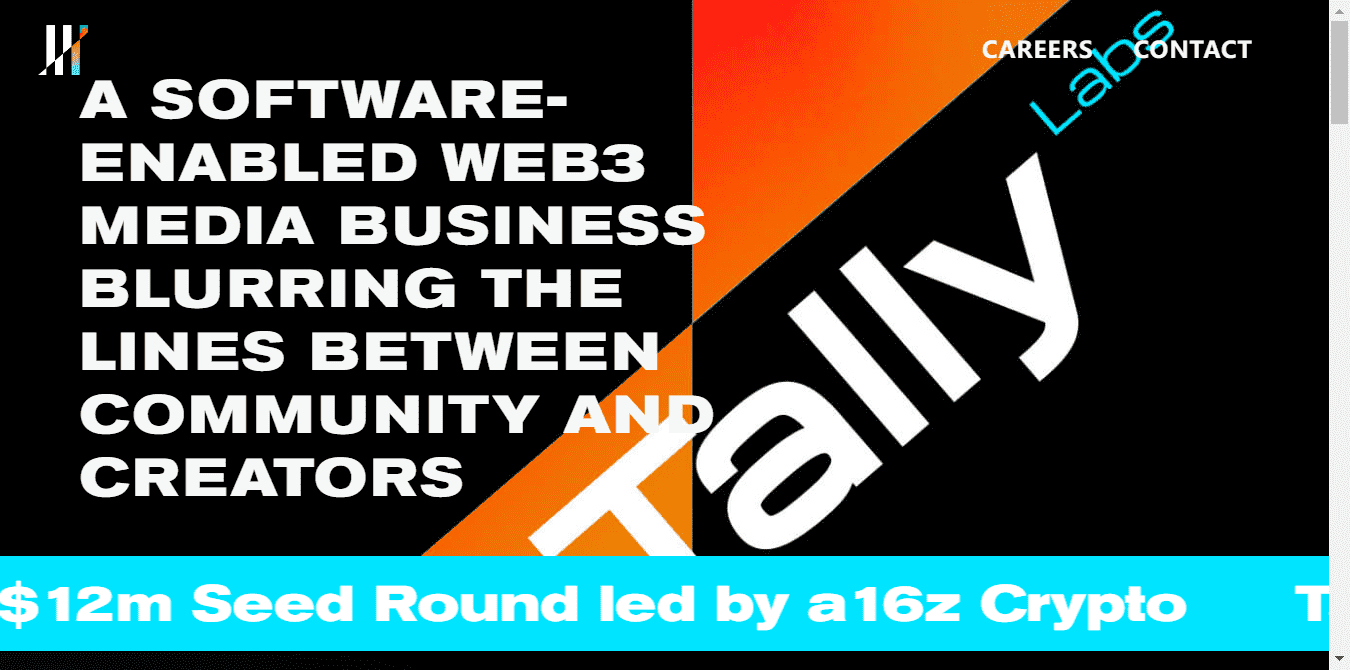 CAREERS CONTACT
A SOFTWARE-
ENABLED WEB3
MEDIA BUSINESS
BLURRING THE
LINES BETWEEN
COMMUNITY AND
CREATORS
Tally
Labs
$12m Seed Round led by a16z Crypto T